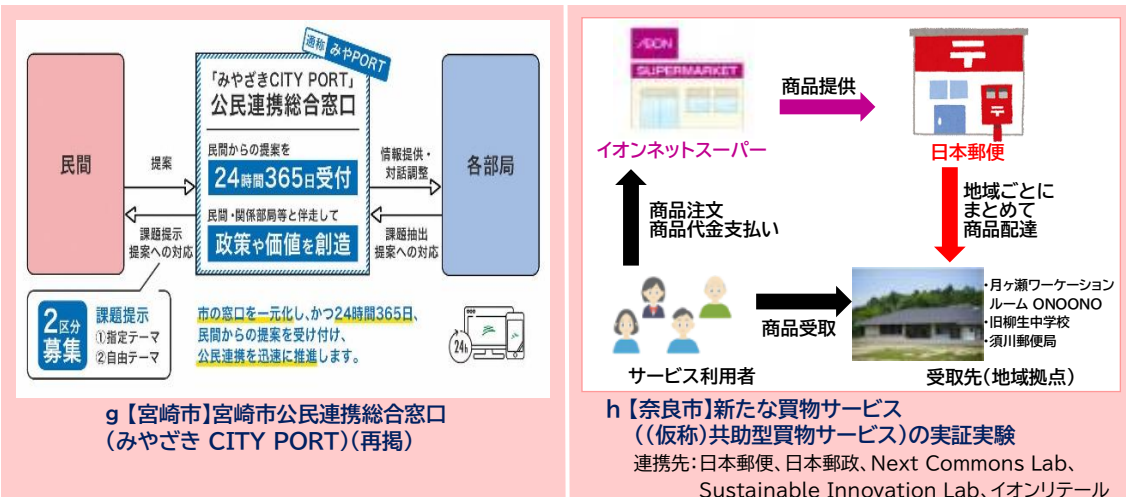 通称 みやPORT
「みやざきCITY PORT」
公民連携総合窓口
民間からの提案を
24時間365日受付
民間・関係部局等と伴走して
政策や価値を創造
民間
提案
課題提示
提案への対応
情報提供・
対話調整
課題抽出
提案への対応
各部局
2区分
募集
課題提示
①指定テーマ
②自由テーマ
市の窓口を一元化し、かつ24時間365日、
民間からの提案を受け付け、
公民連携を迅速に推進します。
24h
g【宮崎市】宮崎市公民連携総合窓口
(みやざき CITY PORT)(再掲)
AEON
SUPERMARKET
イオンネットスーパー
商品提供
日本郵便
商品注文
商品代金支払い
地域ごとに
まとめて
商品配達
サービス利用者
商品受取
・月ヶ瀬ワーケーション
ルーム ONOONO
・旧柳生中学校
・須川郵便局
受取先(地域拠点)
h【奈良市】新たな買物サービス
((仮称)共助型買物サービス)の実証実験
連携先:日本郵便、日本郵政、Next Commons Lab、
Sustainable Innovation Lab、イオンリテール